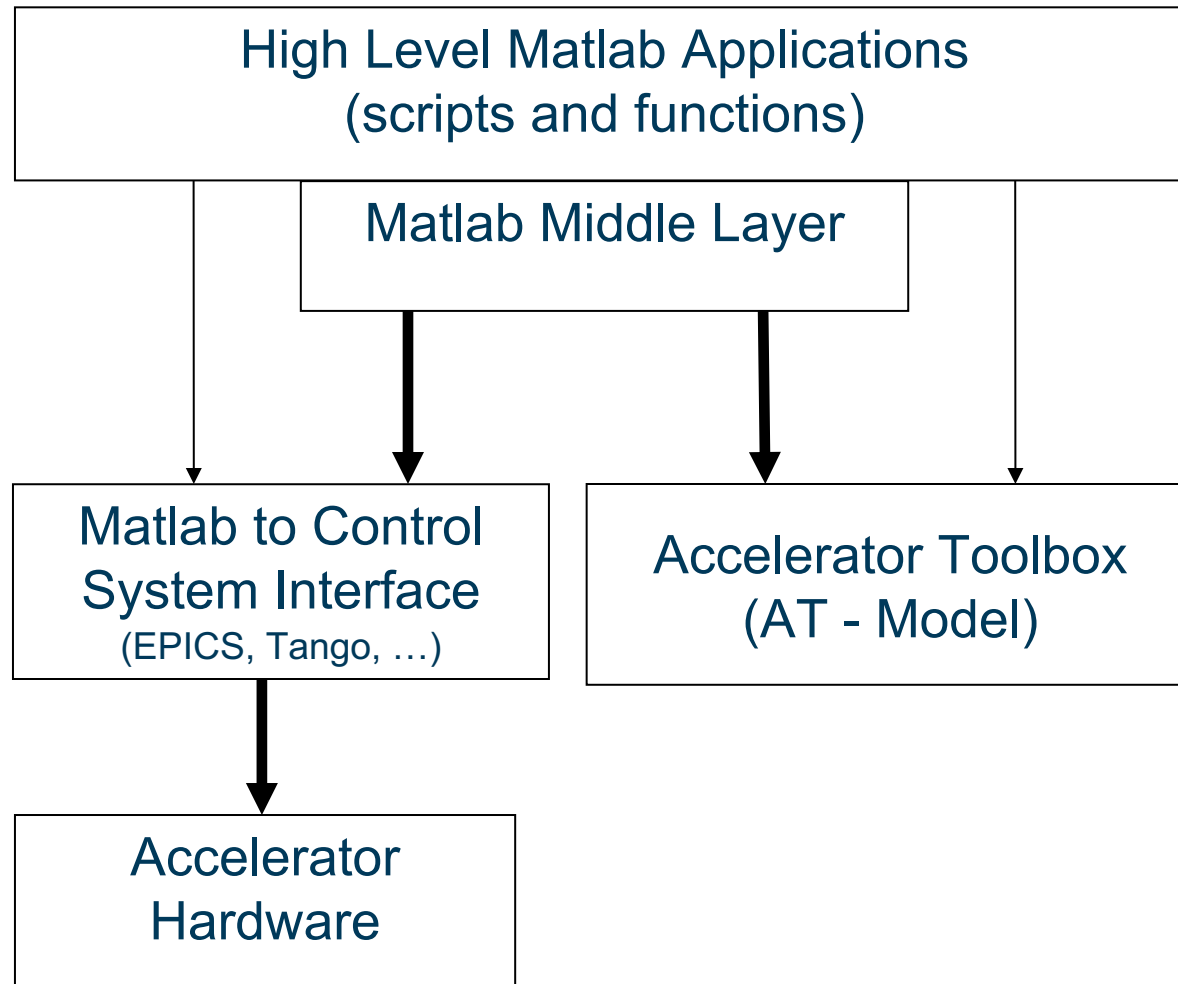 High Level Matlab Applications
(scripts and functions)
Matlab Middle Layer
Matlab to Control
System Interface
(EPICS, Tango, …)
Accelerator Toolbox
(AT - Model)
Accelerator
Hardware